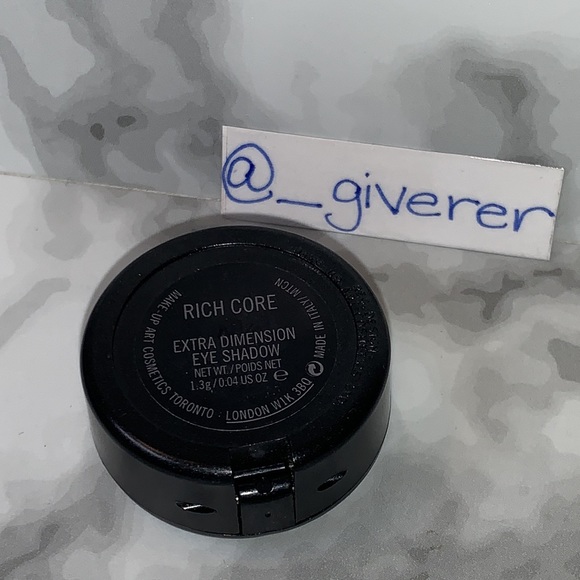 @_giverer
RICH CORE
EXTRA DIMENSION
EYE SHADOW
NET WT./POIDS NET
1.3g/0.04 US OZ ℮
MAKE-UP ART COSMETICS TORONTO · LONDON W1K 3BQ
MADE IN ITALY/MTCN